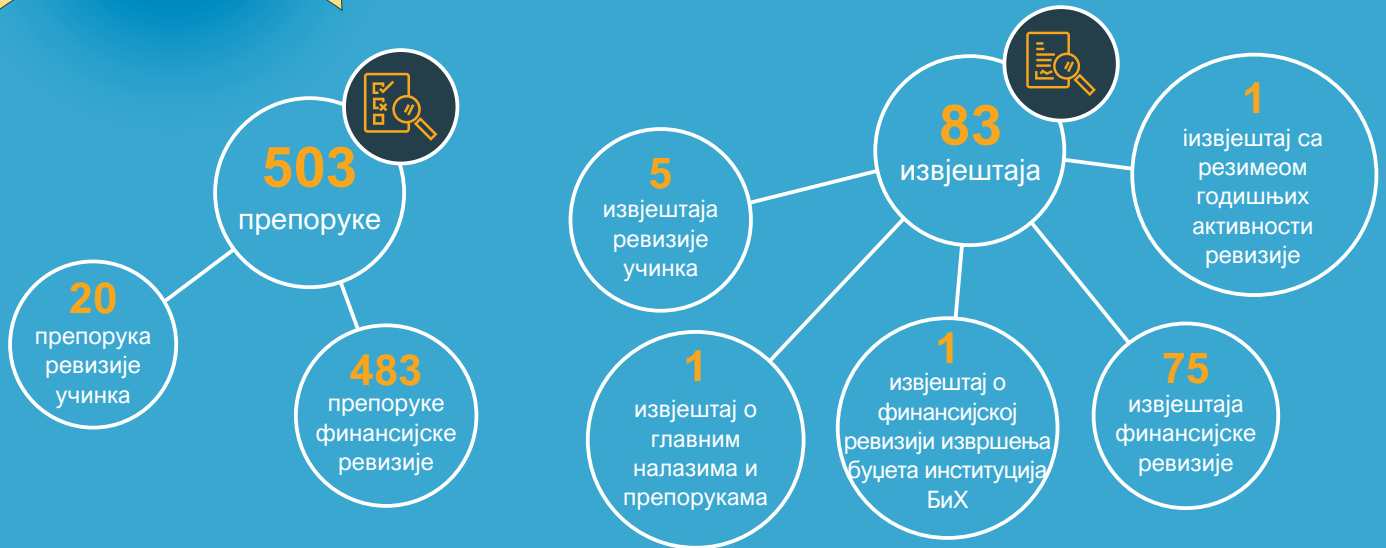 503
препоруке
20
препорука
ревизије
учинка
483
препоруке
финансијске
ревизије
83
извјештаја
5
извјештаја
ревизије
учинка
1
іизвјештај са
резимеом
годишњих
активности
ревизије
1
извјештај о
главним
налазима и
препорукама
1
извјештај о
финансијској
ревизији извршења
буџета институција
БиХ
75
извјештаја
финансијске
ревизије